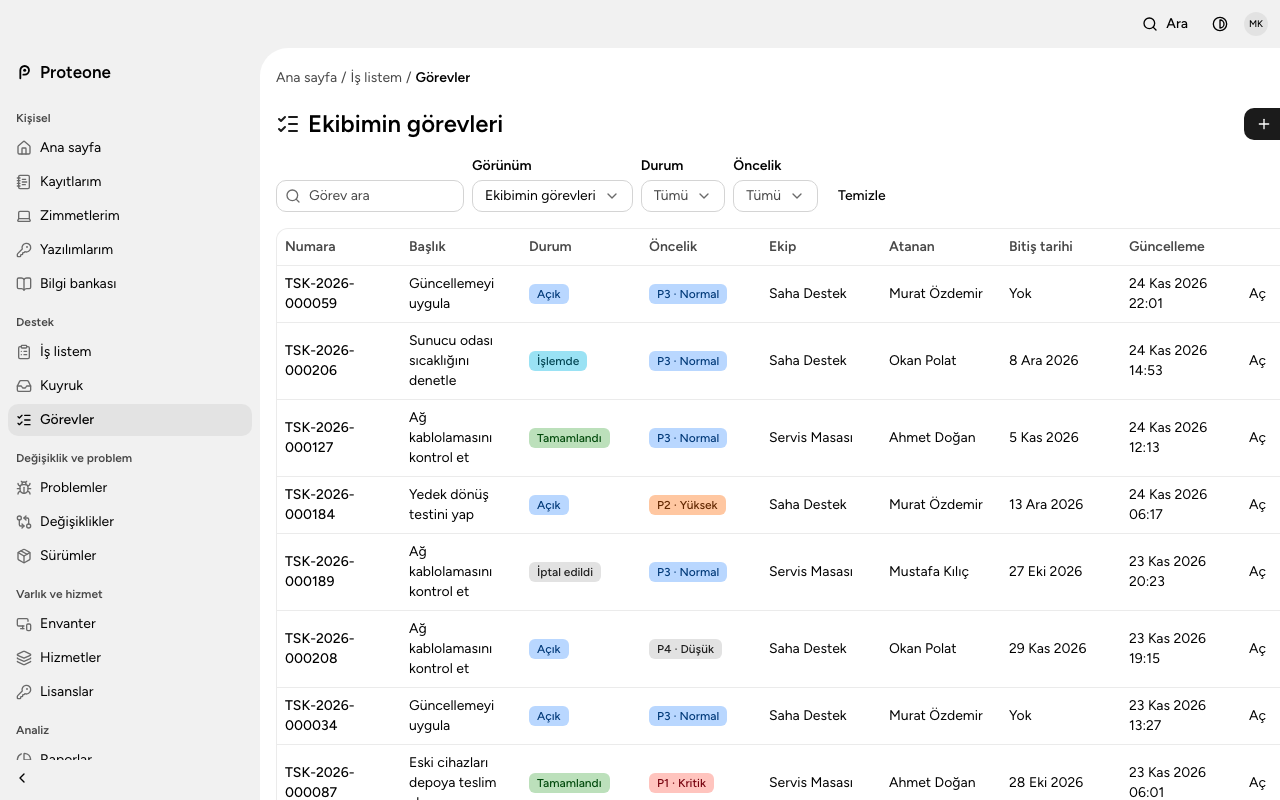 Ara
MK
Proteone
Kişisel
Ana sayfa
Kayıtlarım
Zimmetlerim
Yazılımlarım
Bilgi bankası
Destek
İş listem
Kuyruk
Görevler
Değişiklik ve problem
Problemler
Değişiklikler
Sürümler
Varlık ve hizmet
Envanter
Hizmetler
Lisanslar
Analiz
Raporlar
Ana sayfa / İş listem / Görevler
Ekibimin görevleri
Görünüm
Durum
Öncelik
Görev ara
Ekibimin görevleri
Tümü
Tümü
Temizle
Numara Başlık Durum Öncelik Ekip Atanan Bitiş tarihi Güncelleme
TSK-2026-
000059
Güncellemeyi
uygula
Açık
P3 · Normal
Saha Destek
Murat Özdemir
Yok
24 Kas 2026
22:01
Aç
TSK-2026-
000206
Sunucu odası
sıcaklığını
denetle
İşlemde
P3 · Normal
Saha Destek
Okan Polat
8 Ara 2026
24 Kas 2026
14:53
Aç
TSK-2026-
000127
Ağ
kablolamasını
kontrol et
Tamamlandı
P3 · Normal
Servis Masası
Ahmet Doğan
5 Kas 2026
24 Kas 2026
12:13
Aç
TSK-2026-
000184
Yedek dönüş
testini yap
Açık
P2 · Yüksek
Saha Destek
Murat Özdemir
13 Ara 2026
24 Kas 2026
06:17
Aç
TSK-2026-
000189
Ağ
kablolamasını
kontrol et
İptal edildi
P3 · Normal
Servis Masası
Mustafa Kılıç
27 Eki 2026
23 Kas 2026
20:23
Aç
TSK-2026-
000208
Ağ
kablolamasını
kontrol et
Açık
P4 · Düşük
Saha Destek
Okan Polat
29 Kas 2026
23 Kas 2026
19:15
Aç
TSK-2026-
000034
Güncellemeyi
uygula
Açık
P3 · Normal
Saha Destek
Murat Özdemir
Yok
23 Kas 2026
13:27
Aç
TSK-2026-
000087
Eski cihazları
depoya teslim
Tamamlandı
P1 · Kritik
Servis Masası
Ahmet Doğan
28 Eki 2026
23 Kas 2026
06:01
Aç